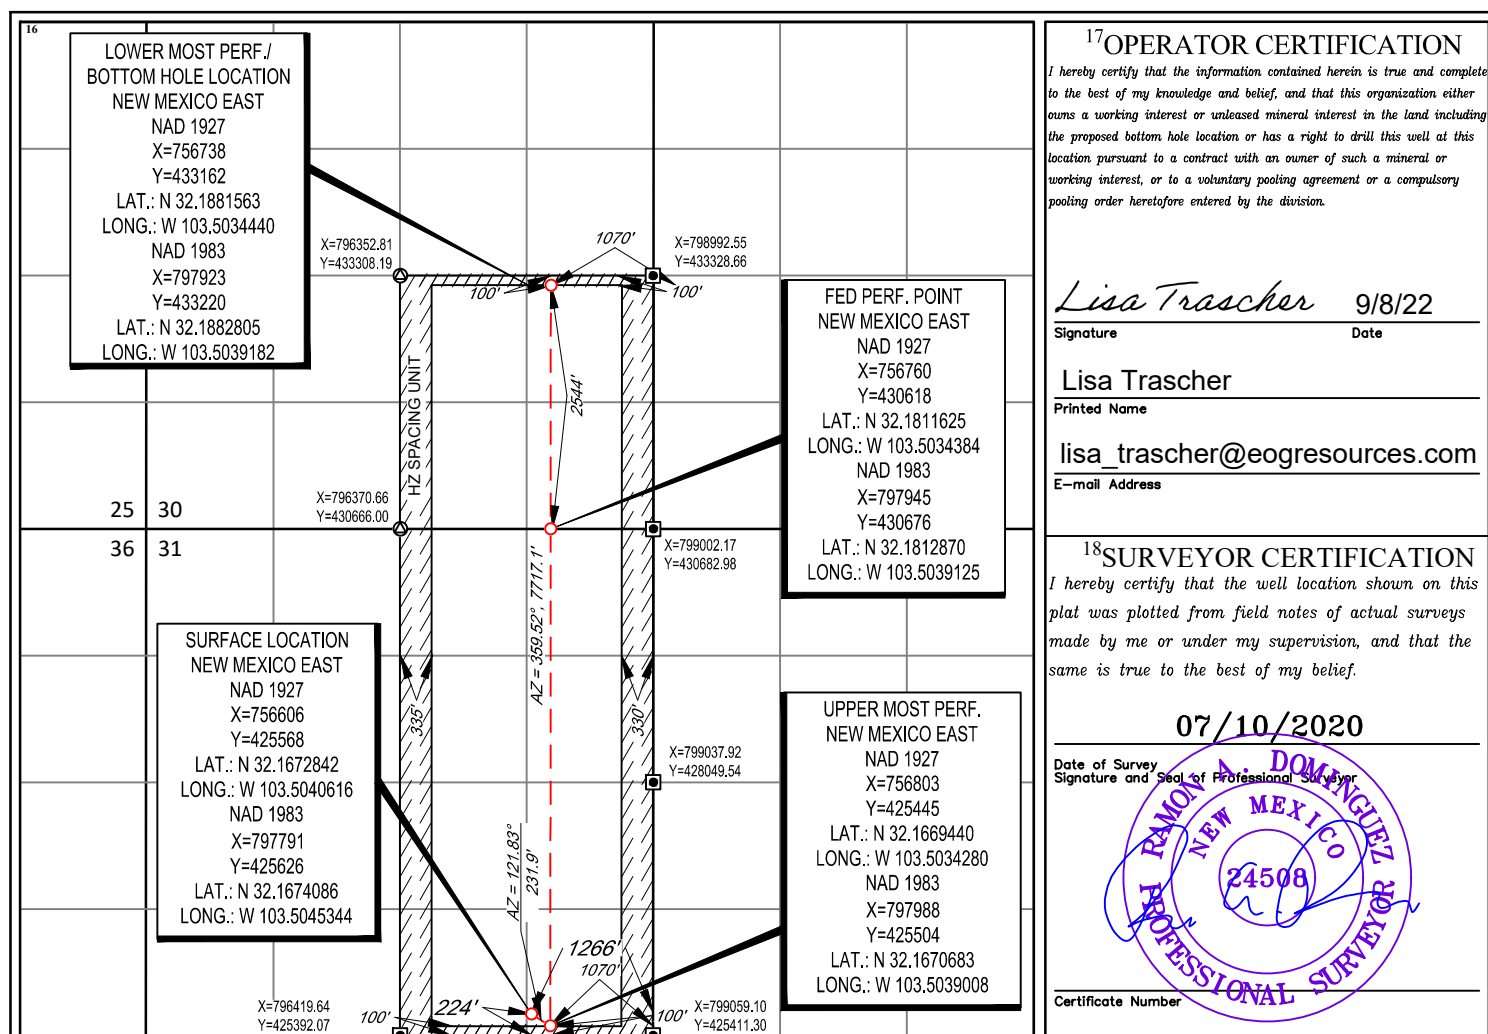 16
LOWER MOST PERF./
BOTTOM HOLE LOCATION
NEW MEXICO EAST
NAD 1927
X=756738
Y=433162
LAT.: N 32.1881563
LONG.: W 103.5034440
NAD 1983
X=797923
Y=433220
LAT.: N 32.1882805
LONG.: W 103.5039182
X=796352.81
Y=433308.19
1070'
X=798992.55
Y=433328.66
100'
100'
2544'
HZ SPACING UNIT
FED PERF. POINT
NEW MEXICO EAST
NAD 1927
X=756760
Y=430618
LAT.: N 32.1811625
LONG.: W 103.5034384
NAD 1983
X=797945
Y=430676
LAT.: N 32.1812870
LONG.: W 103.5039125
X=796370.66
Y=430666.00
25 30
36 31
X=799002.17
Y=430682.98
AZ = 359.52°, 7717.1'
335'
330'
SURFACE LOCATION
NEW MEXICO EAST
NAD 1927
X=756606
Y=425568
LAT.: N 32.1672842
LONG.: W 103.5040616
NAD 1983
X=797791
Y=425626
LAT.: N 32.1674086
LONG.: W 103.5045344
X=799037.92
Y=428049.54
UPPER MOST PERF.
NEW MEXICO EAST
NAD 1927
X=756803
Y=425445
LAT.: N 32.1669440
LONG.: W 103.5034280
NAD 1983
X=797988
Y=425504
LAT.: N 32.1670683
LONG.: W 103.5039008
AZ = 121.83°
231.9'
1266'
1070'
224'
100'
100'
X=796419.64
Y=425392.07
X=799059.10
Y=425411.30
17OPERATOR CERTIFICATION
I hereby certify that the information contained herein is true and complete
to the best of my knowledge and belief, and that this organization either
owns a working interest or unleased mineral interest in the land including
the proposed bottom hole location or has a right to drill this well at this
location pursuant to a contract with an owner of such a mineral or
working interest, or to a voluntary pooling agreement or a compulsory
pooling order heretofore entered by the division.
Lisa Trascher 9/8/22
Signature Date
Lisa Trascher
Printed Name
lisa_trascher@eogresources.com
E-mail Address
18SURVEYOR CERTIFICATION
I hereby certify that the well location shown on this
plat was plotted from field notes of actual surveys
made by me or under my supervision, and that the
same is true to the best of my belief.
07/10/2020
Date of Survey
Signature and Seal of Professional Surveyor
RAMON A. DOMINGUEZ
NEW MEXICO
24508
PROFESSIONAL SURVEYOR
Certificate Number